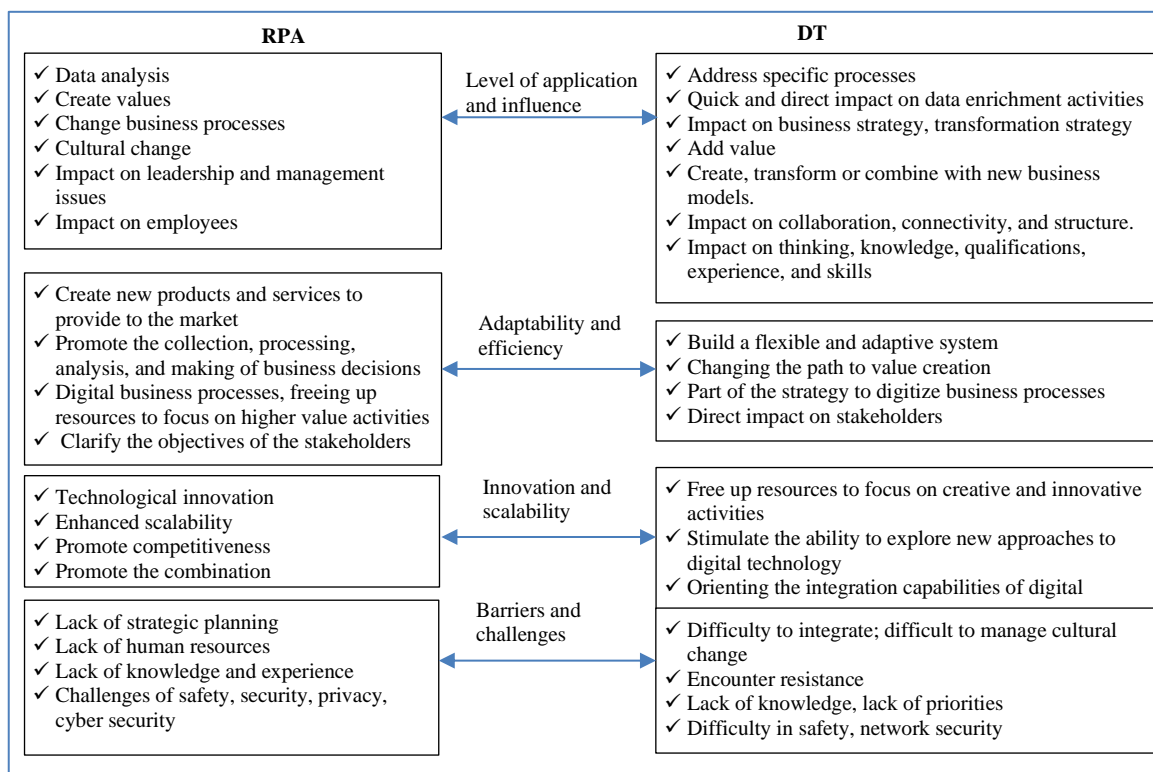 RPA
DT
✓ Data analysis
✓ Create values
✓ Change business processes
✓ Cultural change
✓ Impact on leadership and management
issues
✓ Impact on employees
Level of application
and influence
✓ Address specific processes
✓ Quick and direct impact on data enrichment activities
✓ Impact on business strategy, transformation strategy
✓ Add value
✓ Create, transform or combine with new business
models.
✓ Impact on collaboration, connectivity, and structure.
✓ Impact on thinking, knowledge, qualifications,
experience, and skills
✓ Create new products and services to
provide to the market
✓ Promote the collection, processing,
analysis, and making of business decisions
✓ Digital business processes, freeing up
resources to focus on higher value activities
✓ Clarify the objectives of the stakeholders
Adaptability and
efficiency
✓ Build a flexible and adaptive system
✓ Changing the path to value creation
✓ Part of the strategy to digitize business processes
✓ Direct impact on stakeholders
✓ Technological innovation
✓ Enhanced scalability
✓ Promote competitiveness
✓ Promote the combination
Innovation and
scalability
✓ Free up resources to focus on creative and innovative
activities
✓ Stimulate the ability to explore new approaches to
digital technology
✓ Orienting the integration capabilities of digital
✓ Lack of strategic planning
✓ Lack of human resources
✓ Lack of knowledge and experience
✓ Challenges of safety, security, privacy,
cyber security
Barriers and
challenges
✓ Difficulty to integrate; difficult to manage cultural
change
✓ Encounter resistance
✓ Lack of knowledge, lack of priorities
✓ Difficulty in safety, network security